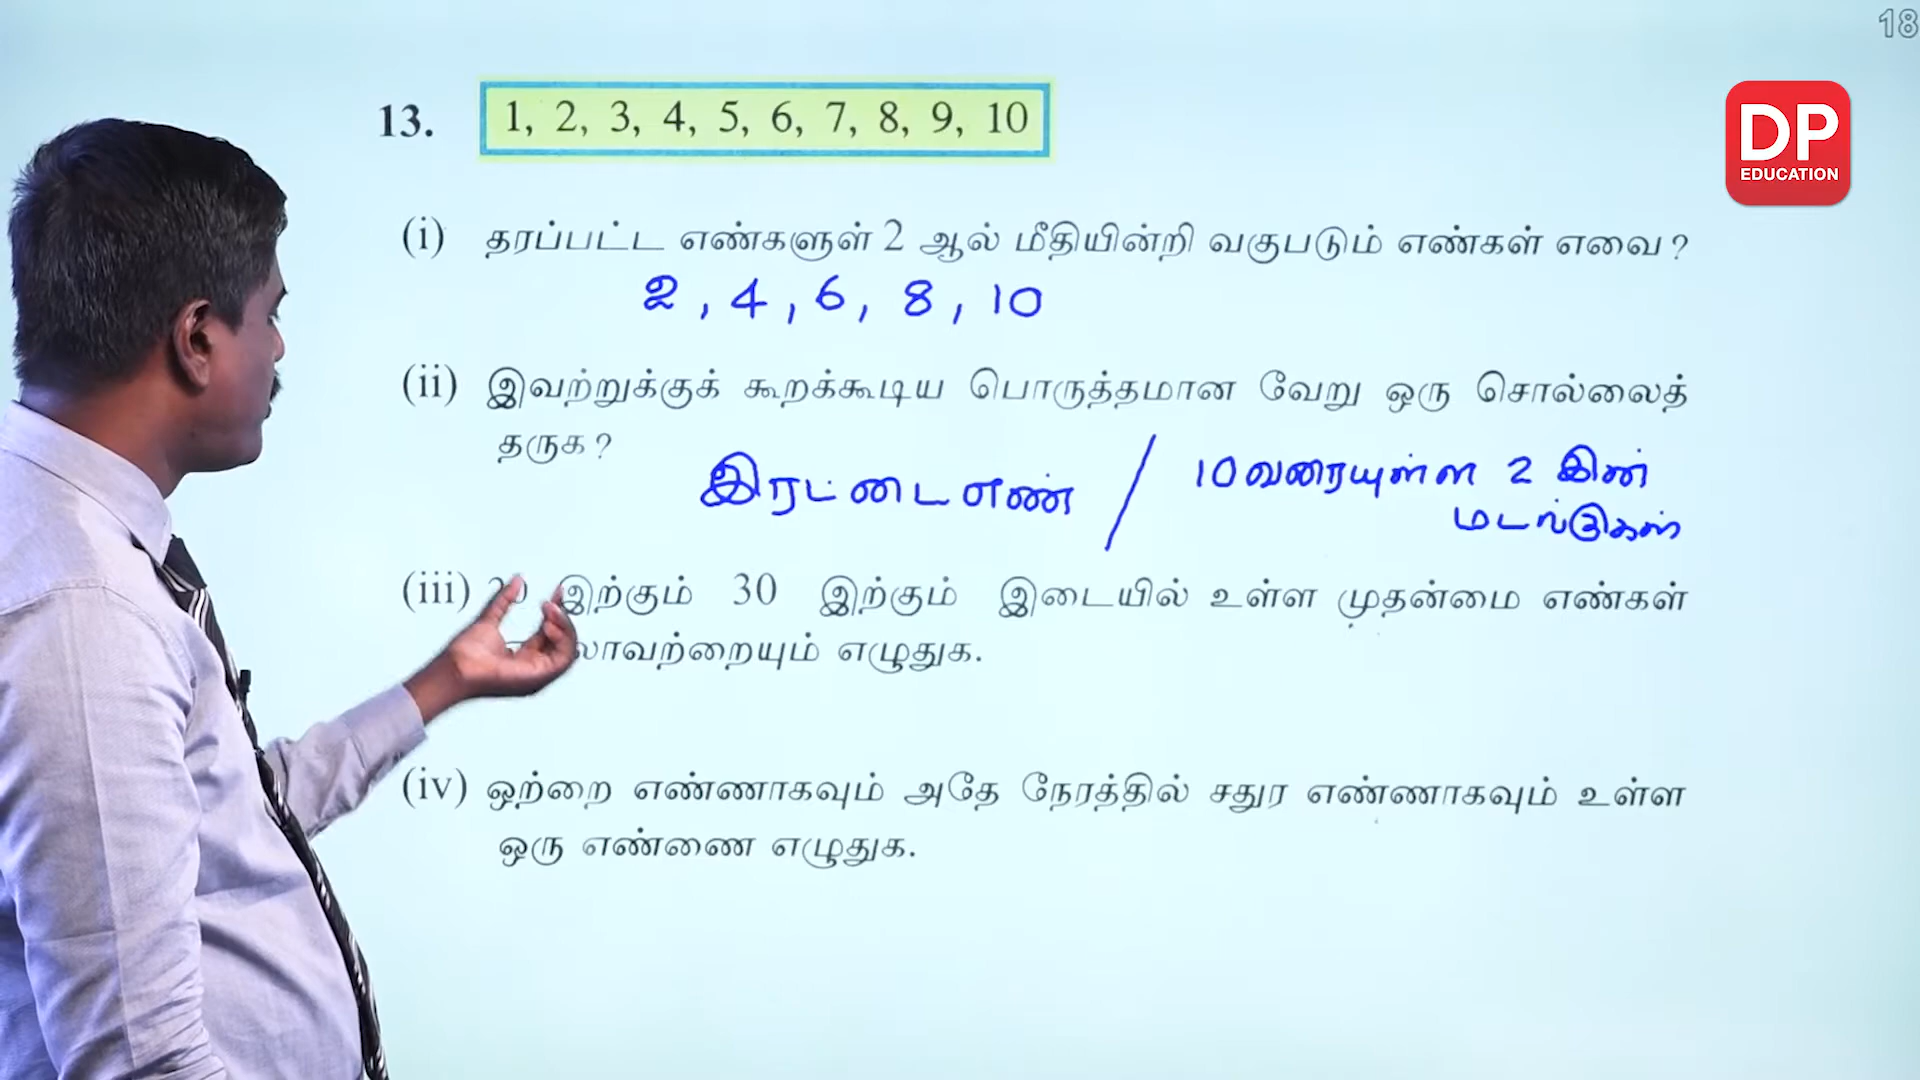 18
DP
EDUCATION
13. 1, 2, 3, 4, 5, 6, 7, 8, 9, 10
(i) தரப்பட்ட எண்களுள் 2 ஆல் மீதியின்றி வகுபடும் எண்கள் எவை?
2, 4, 6, 8, 10
(ii) இவற்றுக்குக் கூறக்கூடிய பொருத்தமான வேறு ஒரு சொல்லைத்
தருக?
இரட்டை எண் / 10 வரையுள்ள 2 இன்
மடங்குகள்
(iii) இற்கும் 30 இற்கும் இடையில் உள்ள முதன்மை எண்கள்
எழுதுக.
(iv) ஒற்றை எண்ணாகவும் அதே நேரத்தில் சதுர எண்ணாகவும் உள்ள
ஒரு எண்ணை எழுதுக.